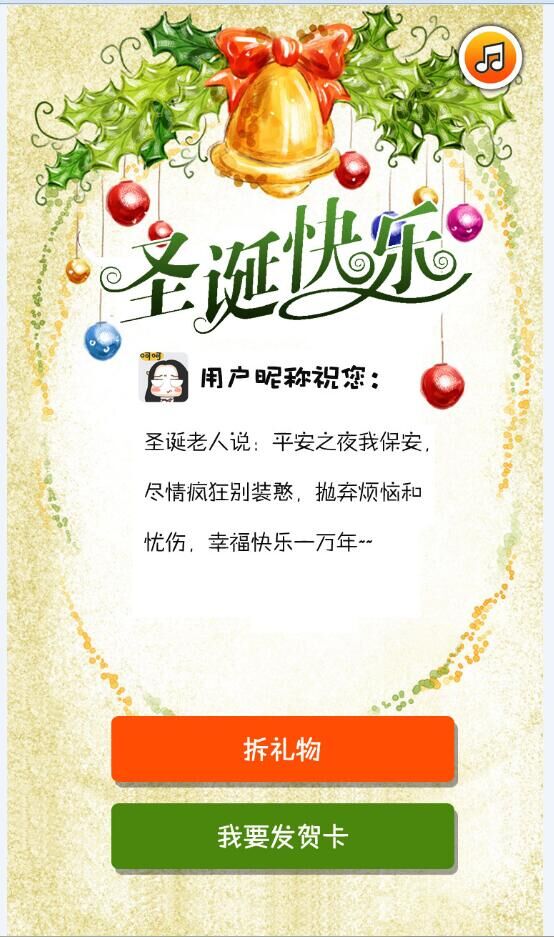 圣诞快乐
呵呵
用户昵称祝您：
圣诞老人说：平安之夜我保安，
尽情疯狂别装憨，抛弃烦恼和
忧伤，幸福快乐一万年~~
拆礼物
我要发贺卡